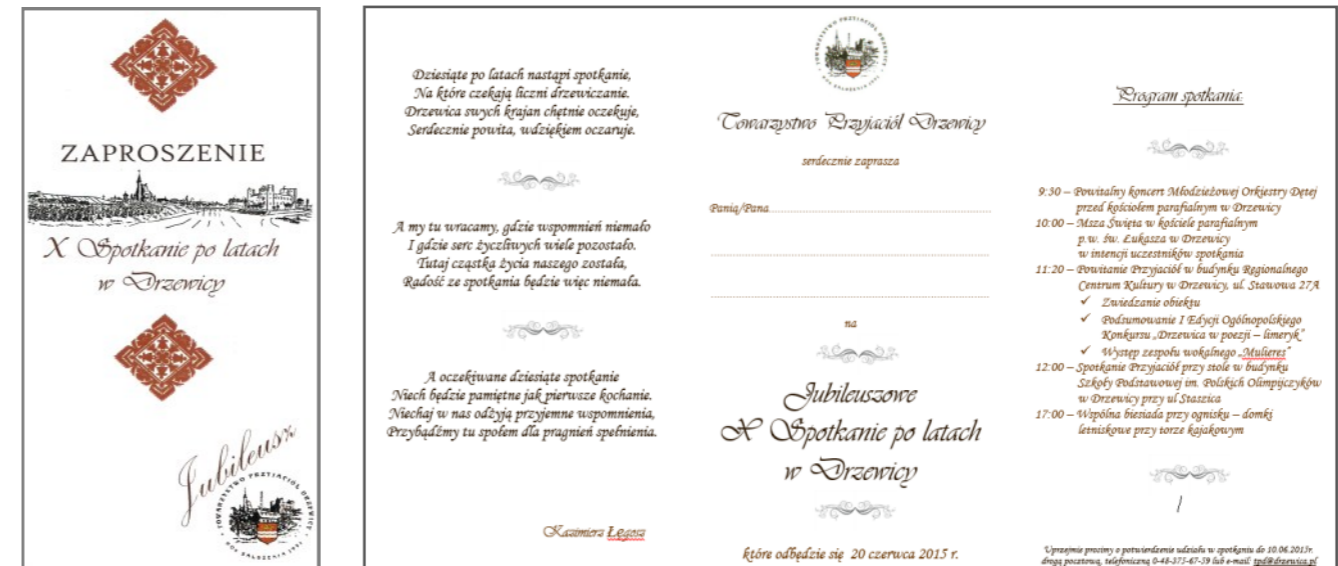 ZAPROSZENIE
X Spotkanie po latach
w Drzewicy
Jubileusz
TOWARZYSTWO PRZYJACIÓŁ DRZEWICY
Dziesiąte po latach nastąpi spotkanie,
Na które czekają liczni drzewiczanie.
Drzewica swych krajan chętnie oczekuje,
Serdecznie powita, wdziękiem oczaruje.
A my tu wracamy, gdzie wspomnień niemało
I gdzie serc życzliwych wiele pozostało.
Tutaj cząstka życia naszego została,
Radość ze spotkania będzie więc niemała.
A oczekiwane dziesiąte spotkanie
Niech będzie pamiętne jak pierwsze kochanie.
Niechaj w nas odżyją przyjemne wspomnienia,
Przybądźmy tu społem dla pragnień spełnienia.
Kazimiera Łęgosz
TOWARZYSTWO PRZYJACIÓŁ DRZEWICY
Towarzystwo Przyjaciół Drzewicy
serdecznie zaprasza
Panią/Pana
na
Jubileuszowe
X Spotkanie po latach
w Drzewicy
które odbędzie się 20 czerwca 2015 r.
Program spotkania:
9:30 – Powitalny koncert Młodzieżowej Orkiestry Dętej
przed kościołem parafialnym w Drzewicy
10:00 – Msza Święta w kościele parafialnym
p.w. św. Łukasza w Drzewicy
w intencji uczestników spotkania
11:20 – Powitanie Przyjaciół w budynku Regionalnego
Centrum Kultury w Drzewicy, ul. Stawowa 27A
✓ Zwiedzanie obiektu
✓ Podsumowanie I Edycji Ogólnopolskiego
Konkursu „Drzewica w poezji – limeryk”
✓ Występ zespołu wokalnego „Mulieres”
12:00 – Spotkanie Przyjaciół przy stole w budynku
Szkoły Podstawowej im. Polskich Olimpijczyków
w Drzewicy przy ul Staszica
17:00 – Wspólna biesiada przy ognisku – domki
letniskowe przy torze kajakowym
Uprzejmie prosimy o potwierdzenie udziału w spotkaniu do 10.06.2015r.
drogą pocztową, telefoniczną 0-48-375-67-39 lub e-mail: tpd@drzewica.pl